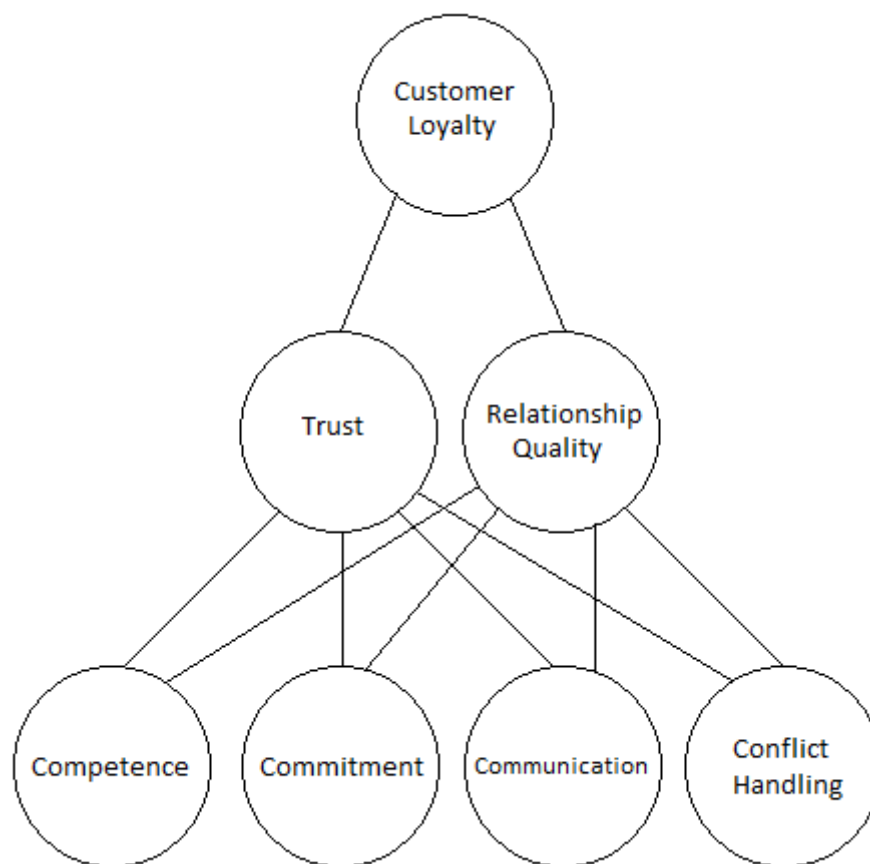 Customer
Loyalty
Trust
Relationship
Quality
Competence
Commitment
Communication
Conflict
Handling